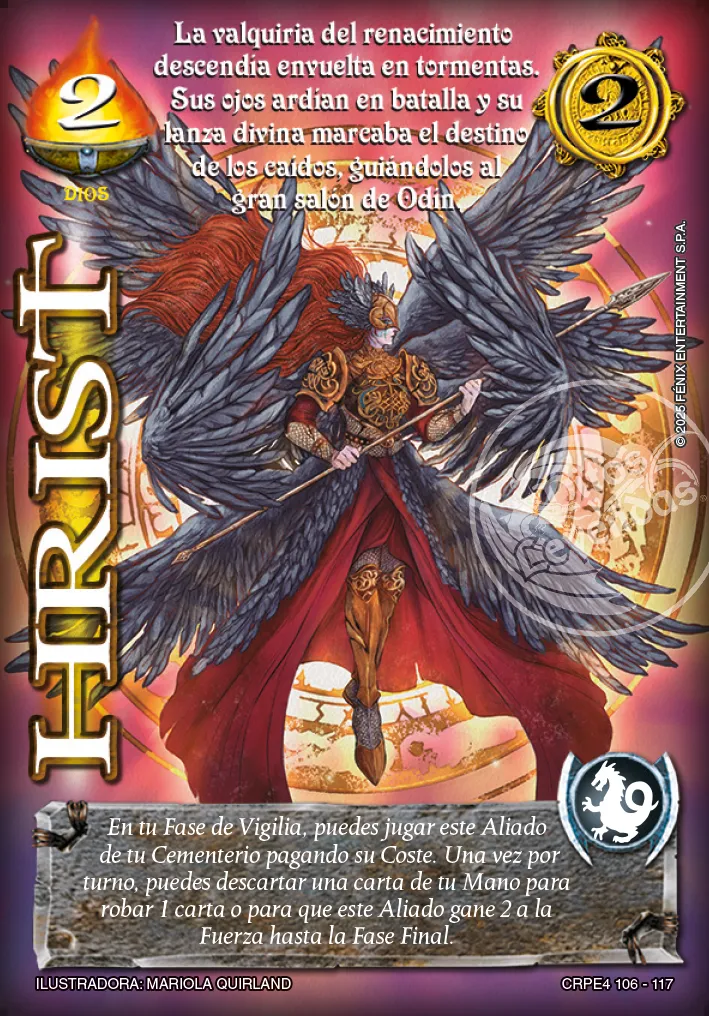 La valquiria del renacimiento
descendía envuelta en tormentas.
Sus ojos ardían en batalla y su
lanza divina marcaba el destino
de los caídos, guiándolos al
gran salón de Odín.
2
2
DIOS
HRIST
© 2025 FÉNIX ENTERTAINMENT S.P.A.
Mitos
y
Leyendas
En tu Fase de Vigilia, puedes jugar este Aliado
de tu Cementerio pagando su Coste. Una vez por
turno, puedes descartar una carta de tu Mano para
robar 1 carta o para que este Aliado gane 2 a la
Fuerza hasta la Fase Final.
ILUSTRADORA: MARIOLA QUIRLAND
CRPE4 106 - 117